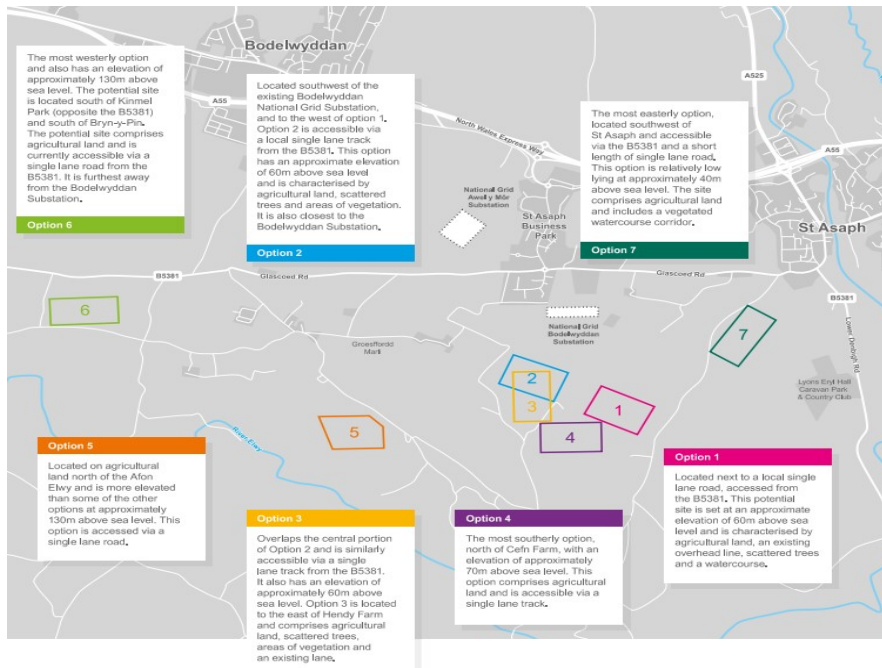 Bodelwyddan
A55
North Wales Express Way
A525
A55
St Asaph
National Grid
Awel y Môr
Substation
St Asaph
Business
Park
B5381
Glascoed Rd
Glascoed Rd
B5381
Lower Denbigh Rd
National Grid
Bodelwyddan
Substation
Groesffordd
Marli
River Elwy
Lyons Eryl Hall
Caravan Park
& Country Club
6
2
3
1
4
5
7
The most westerly option
and also has an elevation of
approximately 130m above
sea level. The potential site
is located south of Kinmel
Park (opposite the B5381)
and south of Bryn-y-Pin.
The potential site comprises
agricultural land and is
currently accessible via a
single lane road from the
B5381. It is furthest away
from the Bodelwyddan
Substation.
Option 6
Located southwest of the
existing Bodelwyddan
National Grid Substation,
and to the west of option 1.
Option 2 is accessible via
a local single lane track
from the B5381. This option
has an approximate elevation
of 60m above sea level
and is characterised by
agricultural land, scattered
trees and areas of vegetation.
It is also closest to the
Bodelwyddan Substation.
Option 2
The most easterly option,
located southwest of
St Asaph and accessible
via the B5381 and a short
length of single lane road.
This option is relatively low
lying at approximately 40m
above sea level. The site
comprises agricultural land
and includes a vegetated
watercourse corridor.
Option 7
Option 5
Located on agricultural
land north of the Afon
Elwy and is more elevated
than some of the other
options at approximately
130m above sea level. This
option is accessed via a
single lane road.
Option 3
Overlaps the central portion
of Option 2 and is similarly
accessible via a single
lane track from the B5381.
It also has an elevation of
approximately 60m above
sea level. Option 3 is located
to the east of Hendy Farm
and comprises agricultural
land, scattered trees,
areas of vegetation and
an existing lane.
Option 4
The most southerly option,
north of Cefn Farm, with an
elevation of approximately
70m above sea level. This
option comprises agricultural
land and is accessible via a
single lane track.
Option 1
Located next to a local single
lane road, accessed from
the B5381. This potential
site is set at an approximate
elevation of 60m above sea
level and is characterised by
agricultural land, an existing
overhead line, scattered trees
and a watercourse.